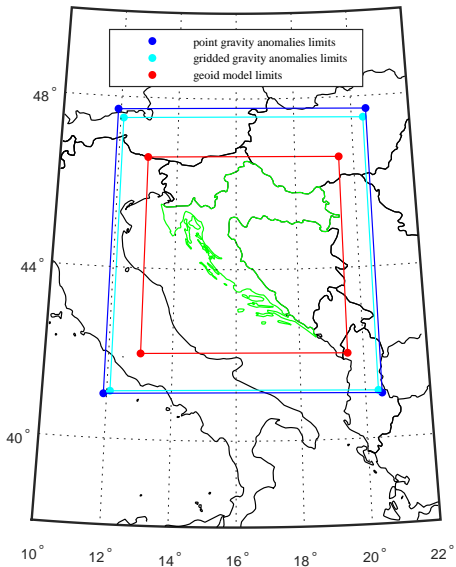 point gravity anomalies limits
gridded gravity anomalies limits
geoid model limits
48°
44°
40°
10° 12° 14° 16° 18° 20° 22°